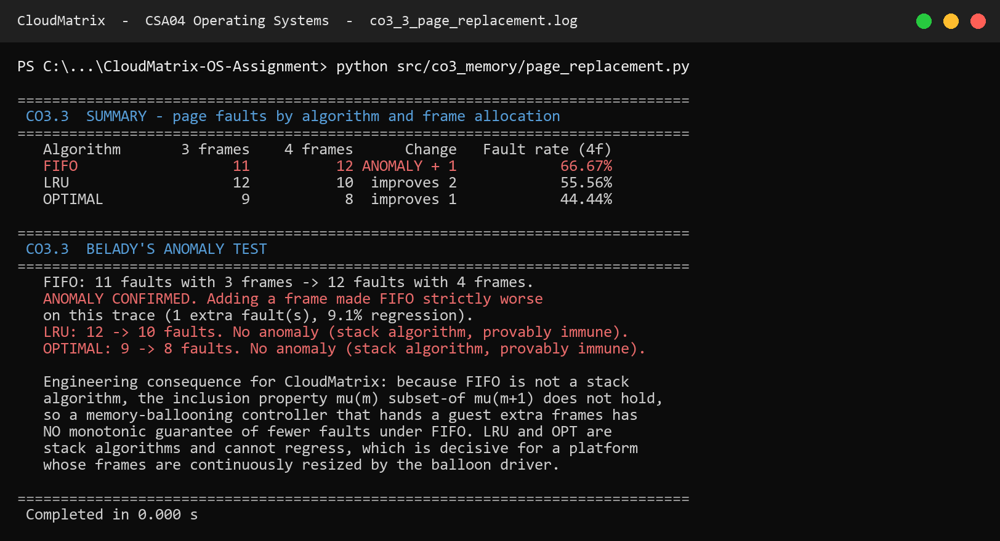 CloudMatrix  -  CSA04 Operating Systems  -  co3_3_page_replacement.log
PS C:\...\CloudMatrix-OS-Assignment> python src/co3_memory/page_replacement.py
==============================================================================
 CO3.3  SUMMARY - page faults by algorithm and frame allocation
==============================================================================
   Algorithm       3 frames    4 frames      Change   Fault rate (4f)
   FIFO                  11          12 ANOMALY + 1            66.67%
   LRU                   12          10  improves 2            55.56%
   OPTIMAL                9           8  improves 1            44.44%
==============================================================================
 CO3.3  BELADY'S ANOMALY TEST
==============================================================================
   FIFO: 11 faults with 3 frames -> 12 faults with 4 frames.
   ANOMALY CONFIRMED. Adding a frame made FIFO strictly worse
   on this trace (1 extra fault(s), 9.1% regression).
   LRU: 12 -> 10 faults. No anomaly (stack algorithm, provably immune).
   OPTIMAL: 9 -> 8 faults. No anomaly (stack algorithm, provably immune).
   Engineering consequence for CloudMatrix: because FIFO is not a stack
   algorithm, the inclusion property mu(m) subset-of mu(m+1) does not hold,
   so a memory-ballooning controller that hands a guest extra frames has
   NO monotonic guarantee of fewer faults under FIFO. LRU and OPT are
   stack algorithms and cannot regress, which is decisive for a platform
   whose frames are continuously resized by the balloon driver.
==============================================================================
 Completed in 0.000 s